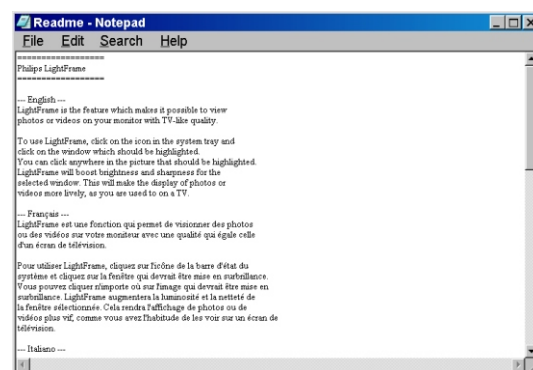 Readme - Notepad
File Edit Search Help
==================
Philips LightFrame
==================
--- English ---
LightFrame is the feature which makes it possible to view
photos or videos on your monitor with TV-like quality.
To use LightFrame, click on the icon in the system tray and
click on the window which should be highlighted.
You can click anywhere in the picture that should be highlighted.
LightFrame will boost brightness and sharpness for the
selected window. This will make the display of photos or
videos more lively, as you are used to on a TV.
--- Français ---
LightFrame est une fonction qui permet de visionner des photos
ou des vidéos sur votre moniteur avec une qualité qui égale celle
d'un écran de télévision.
Pour utiliser LightFrame, cliquez sur l'icône de la barre d'état du
système et cliquez sur la fenêtre qui devrait être mise en surbrillance.
Vous pouvez cliquer n'importe où sur l'image qui devrait être mise en
surbrillance. LightFrame augmentera la luminosité et la netteté de
la fenêtre sélectionnée. Cela rendra l'affichage de photos ou de
vidéos plus vif, comme vous avez l'habitude de les voir sur un écran de
télévision.
--- Italiano ---